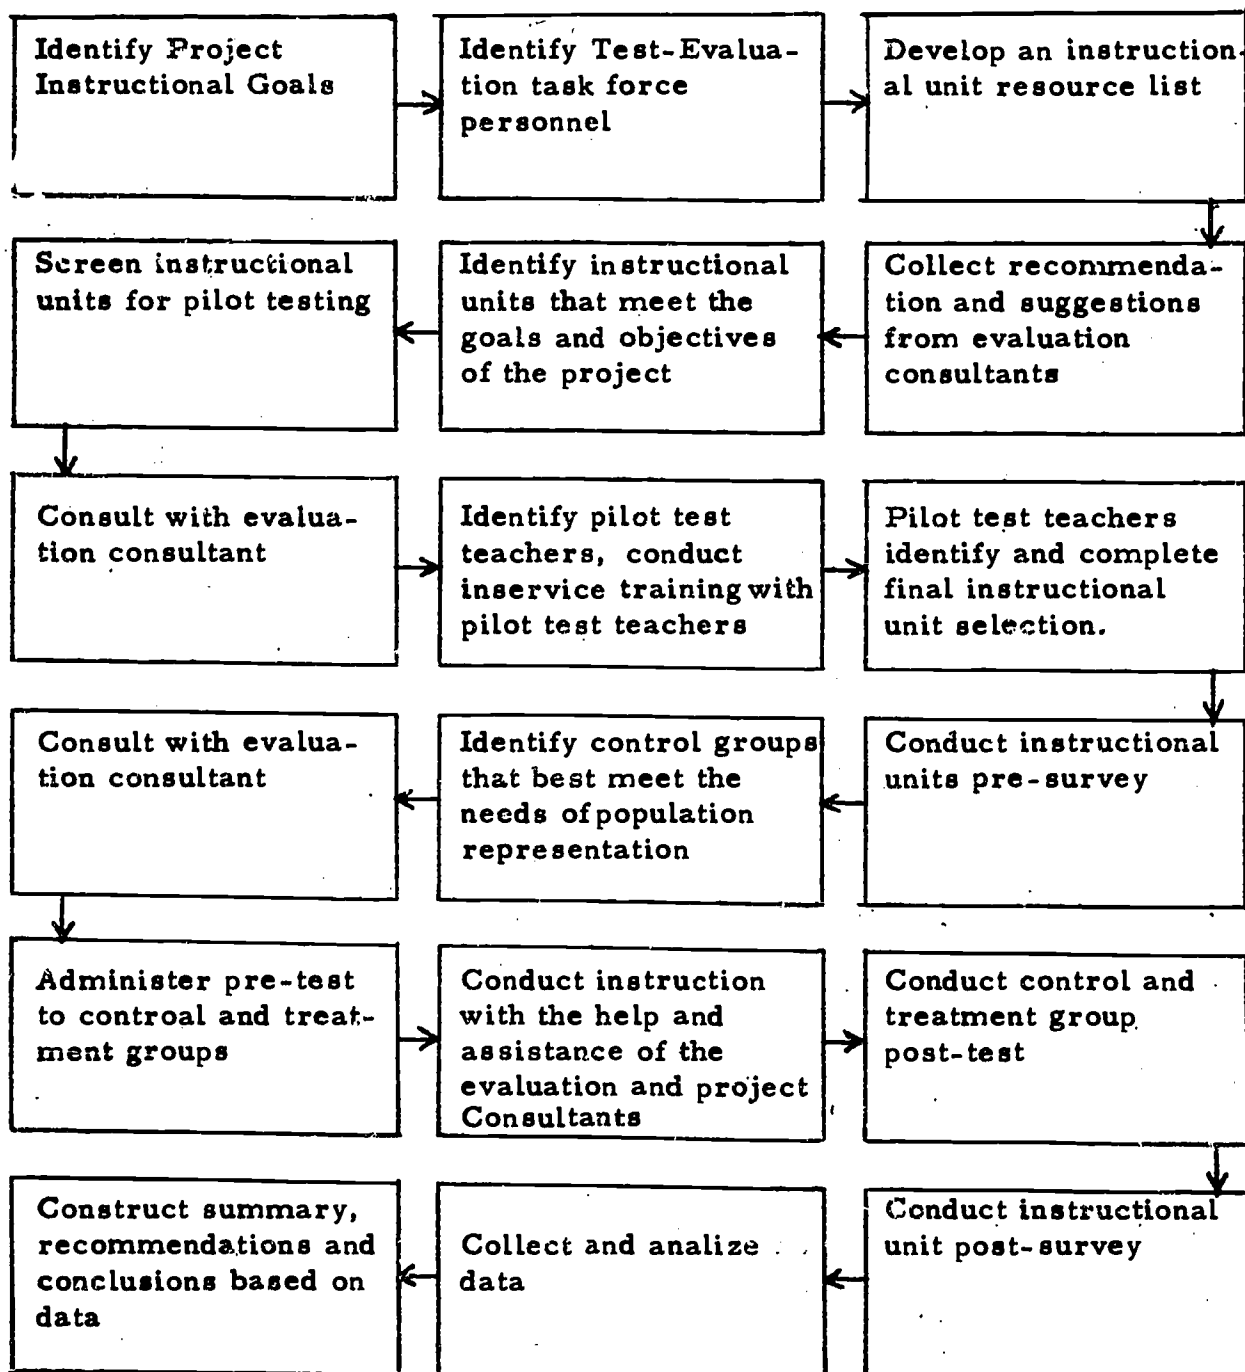 Identify Project
Instructional Goals
Identify Test-Evalua-
tion task force
personnel
Develop an instruction-
al unit resource list
Collect recommenda-
tion and suggestions
from evaluation
consultants
Identify instructional
units that meet the
goals and objectives
of the project
Screen instructional
units for pilot testing
Consult with evalua-
tion consultant
Identify pilot test
teachers, conduct
inservice training with
pilot test teachers
Pilot test teachers
identify and complete
final instructional
unit selection.
Conduct instructional
units pre-survey
Identify control groups
that best meet the
needs of population
representation
Consult with evalua-
tion consultant
Administer pre-test
to controal and treat-
ment groups
Conduct instruction
with the help and
assistance of the
evaluation and project
Consultants
Conduct control and
treatment group
post-test
Conduct instructional
unit post-survey
Collect and analize
data
Construct summary,
recommendations and
conclusions based on
data